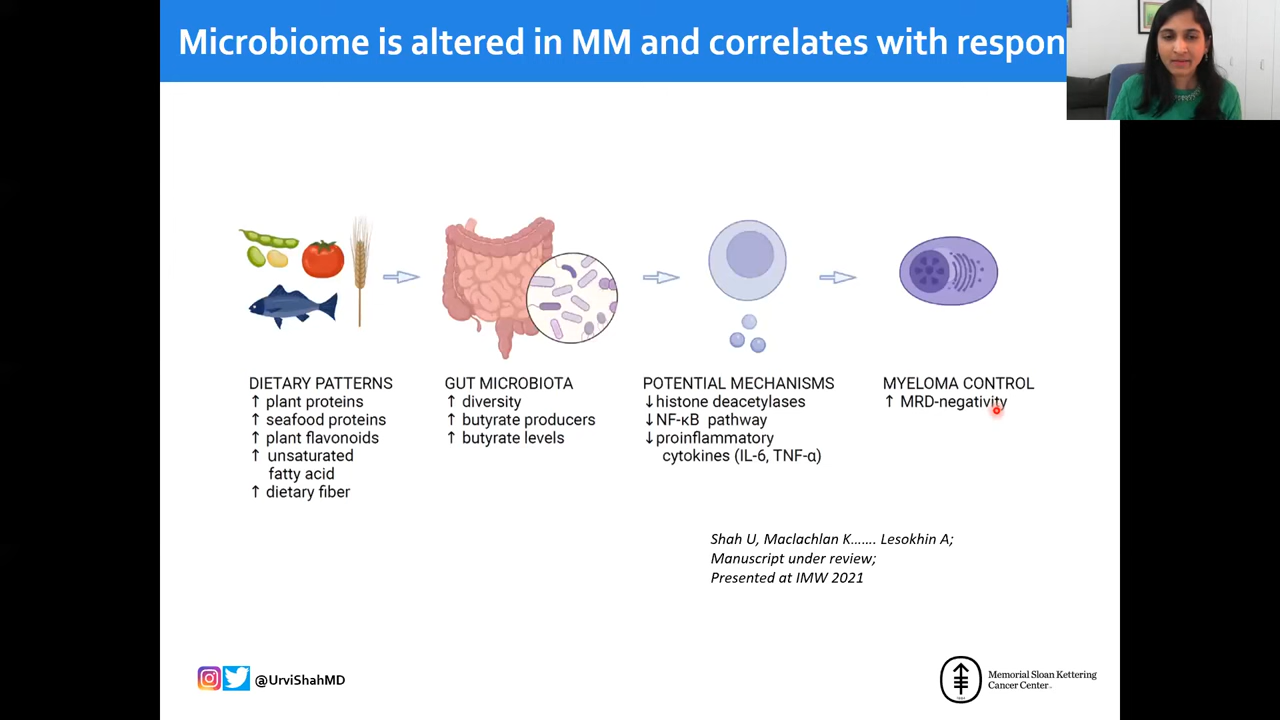 Microbiome is altered in MM and correlates with respon
DIETARY PATTERNS
↑ plant proteins
↑ seafood proteins
↑ plant flavonoids
↑ unsaturated
fatty acid
↑ dietary fiber
GUT MICROBIOTA
↑ diversity
↑ butyrate producers
↑ butyrate levels
POTENTIAL MECHANISMS
↓histone deacetylases
↓NF-κB pathway
↓proinflammatory
cytokines (IL-6, TNF-α)
MYELOMA CONTROL
↑ MRD-negativity
Shah U, Maclachlan K……. Lesokhin A;
Manuscript under review;
Presented at IMW 2021
@UrviShahMD
Memorial Sloan Kettering
Cancer Center